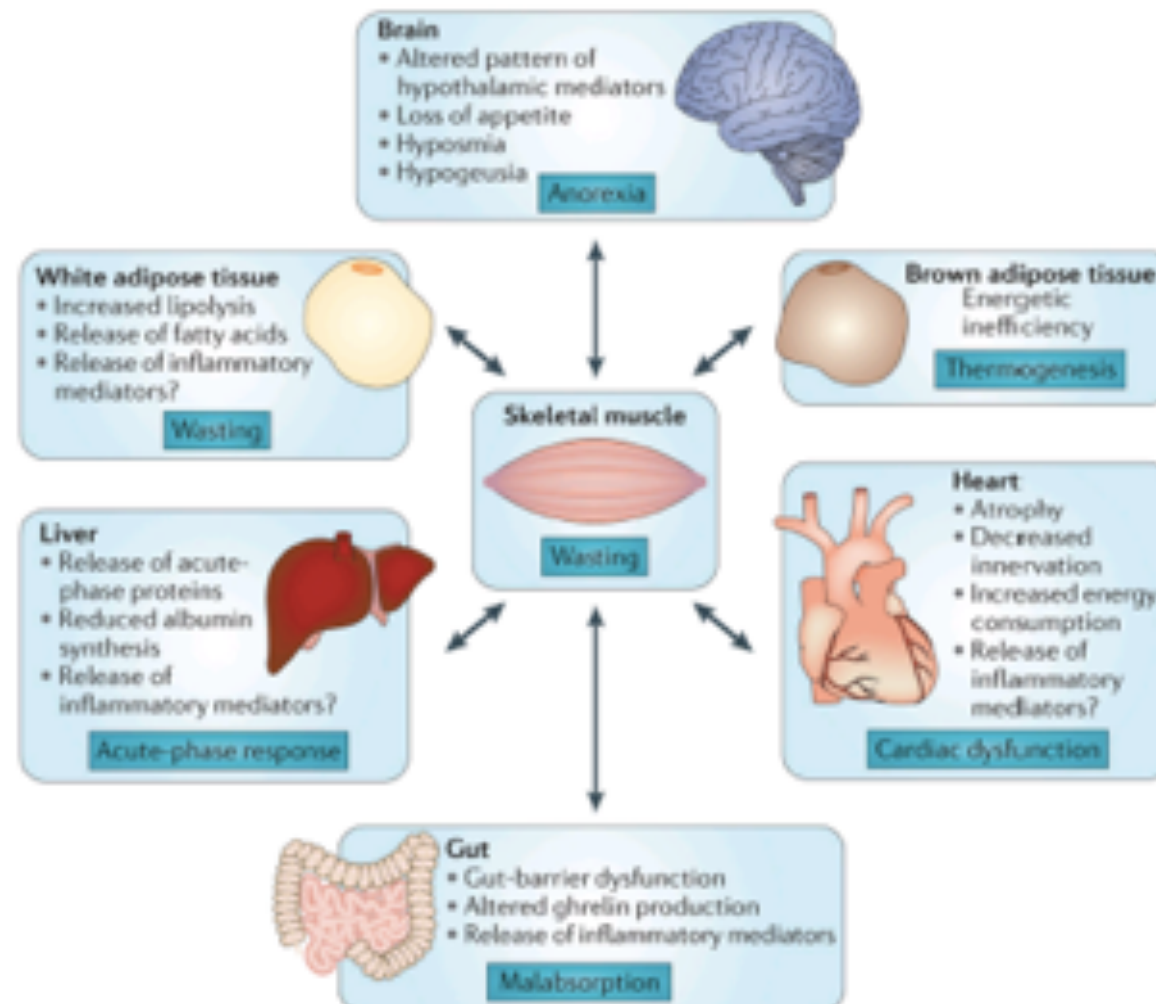 Brain
• Altered pattern of
hypothalamic mediators
• Loss of appetite
• Hyposmia
• Hypogeusia
Anorexia
White adipose tissue
• Increased lipolysis
• Release of fatty acids
• Release of inflammatory
mediators?
Wasting
Brown adipose tissue
Energetic
inefficiency
Thermogenesis
Skeletal muscle
Wasting
Liver
• Release of acute-
phase proteins
• Reduced albumin
synthesis
• Release of
inflammatory mediators?
Acute-phase response
Heart
• Atrophy
• Decreased
innervation
• Increased energy
consumption
• Release of
inflammatory
mediators?
Cardiac dysfunction
Gut
• Gut-barrier dysfunction
• Altered ghrelin production
• Release of inflammatory mediators
Malabsorption